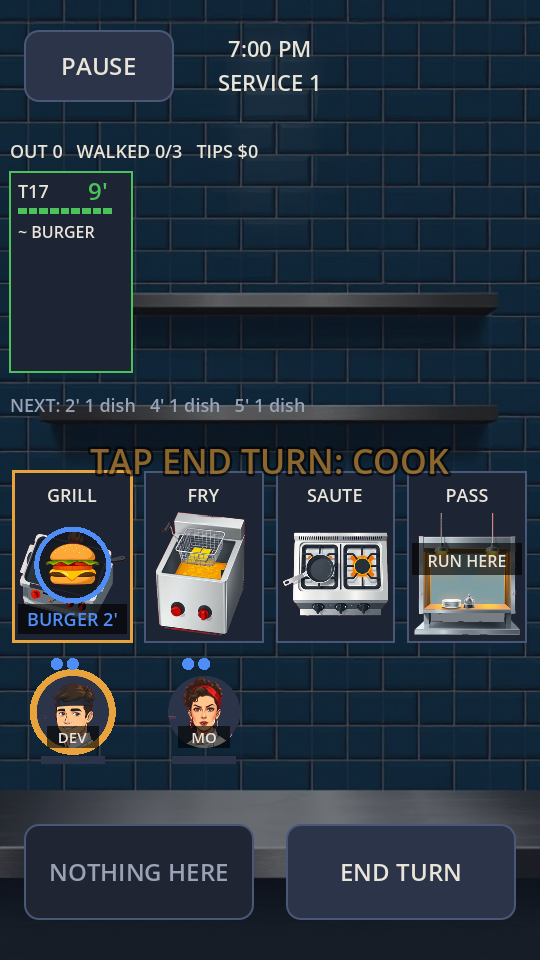 PAUSE
7:00 PM
SERVICE 1
OUT 0 WALKED 0/3 TIPS $0
T17 9'
~ BURGER
NEXT: 2' 1 dish 4' 1 dish 5' 1 dish
TAP END TURN: COOK
GRILL FRY SAUTE PASS
RUN HERE
BURGER 2'
DEV MO
NOTHING HERE END TURN